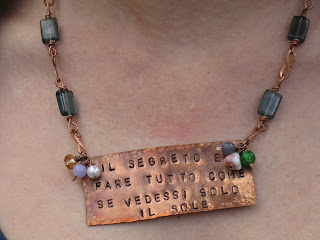 IL SEGRETO E'
FARE TUTTO COME
SE VEDESSI SOLO
IL SOLE